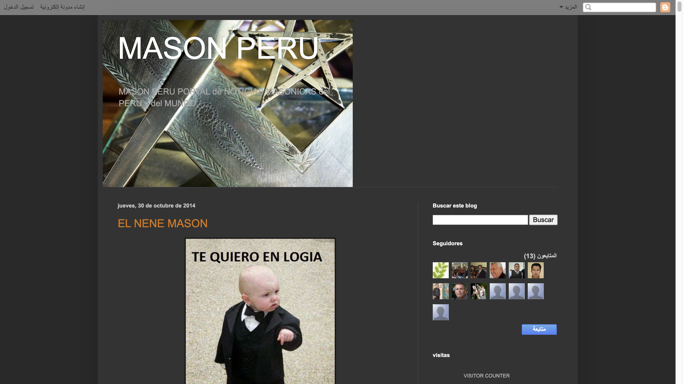 إنشاء مدونة إلكترونية تسجيل الدخول
المزيد
MASON PERU
MASON PERU PORTAL de NOTICIAS MASONIRS del
PERU y del MUNDO
jueves, 30 de octubre de 2014
EL NENE MASON
TE QUIERO EN LOGIA
Buscar este blog
Buscar
Seguidores
المتابعون (13)
متابعة
visitas
VISITOR COUNTER